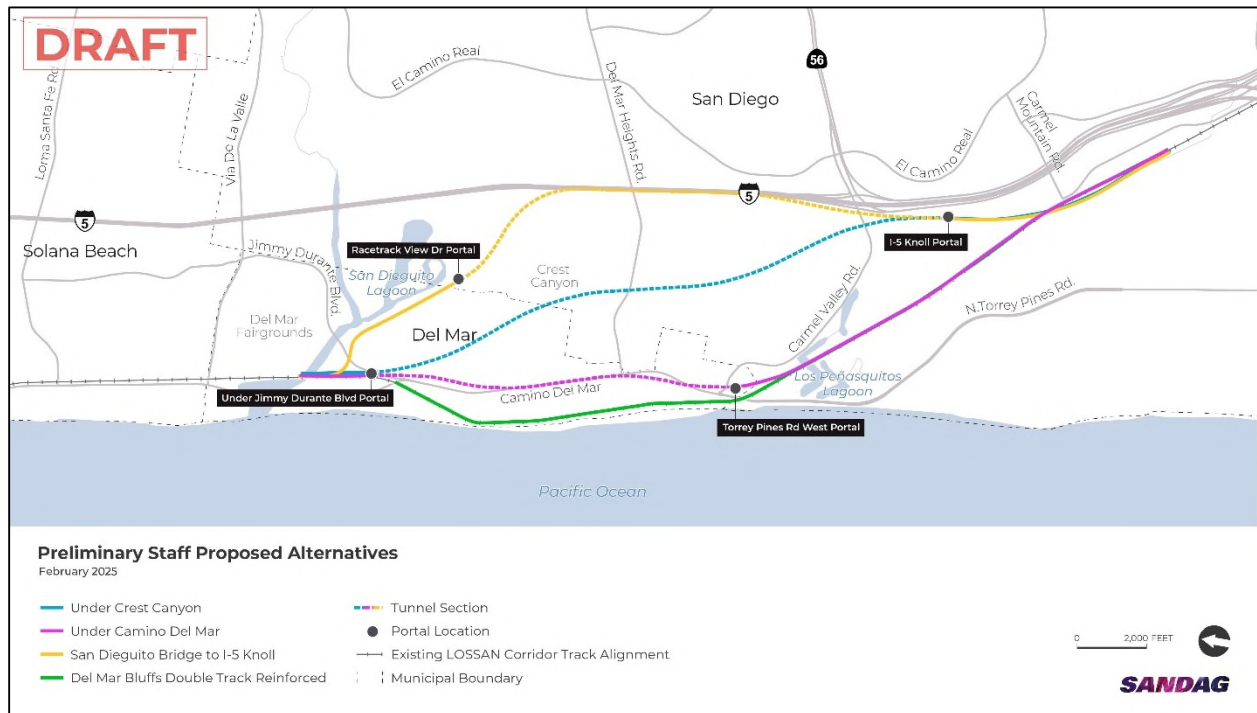 DRAFT
Loma Santa Fe Rd.
Via De La Valle
El Camino Real
Del Mar Heights Rd.
San Diego
56
Carmel
Mountain Rd.
El Camino Real
5
5
Solana Beach
Jimmy Durante Blvd.
Racetrack View Dr Portal
I-5 Knoll Portal
San Dieguito
Lagoon
Crest
Canyon
Carmel Valley Rd.
N.Torrey Pines Rd.
Del Mar
Fairgrounds
Del Mar
Los Peñasquitos
Lagoon
Under Jimmy Durante Blvd Portal
Camino Del Mar
Torrey Pines Rd West Portal
Pacific Ocean
Preliminary Staff Proposed Alternatives
February 2025
Under Crest Canyon
Under Camino Del Mar
San Dieguito Bridge to I-5 Knoll
Del Mar Bluffs Double Track Reinforced
Tunnel Section
Portal Location
Existing LOSSAN Corridor Track Alignment
Municipal Boundary
0 2,000 FEET
SANDAG